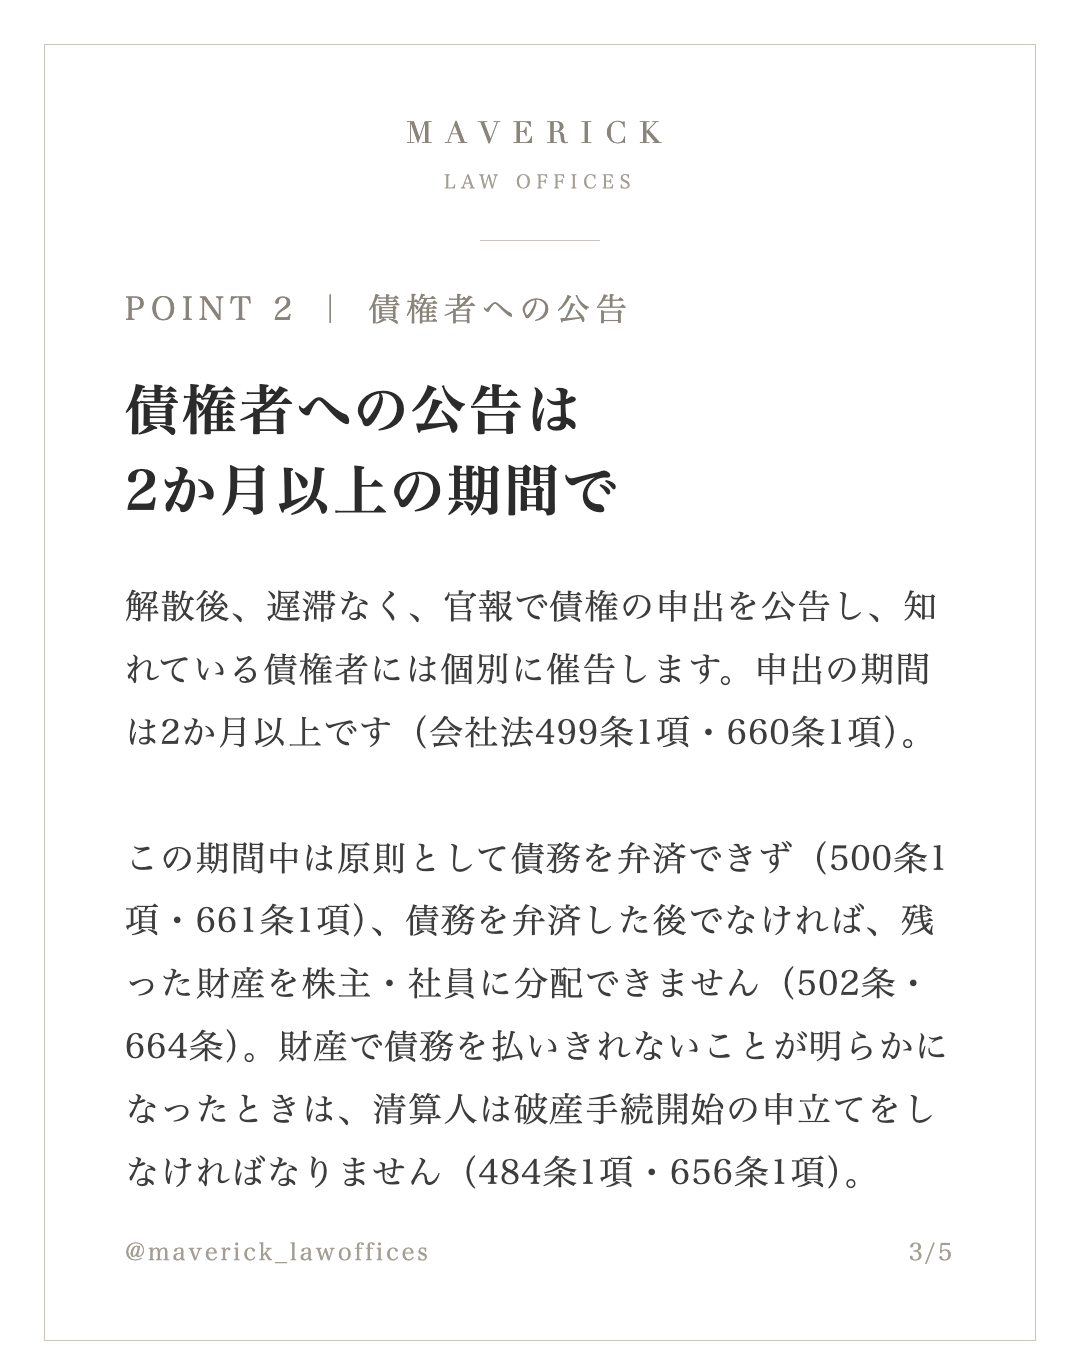 MAVERICK
LAW OFFICES
POINT 2 | 債権者への公告
債権者への公告は
2か月以上の期間で
解散後、遅滞なく、官報で債権の申出を公告し、知
れている債権者には個別に催告します。申出の期間
は2か月以上です（会社法499条1項・660条1項）。
この期間中は原則として債務を弁済できず（500条1
項・661条1項）、債務を弁済した後でなければ、残
った財産を株主・社員に分配できません（502条・
664条）。財産で債務を払いきれないことが明らかに
なったときは、清算人は破産手続開始の申立てをし
なければなりません（484条1項・656条1項）。
@maverick_lawoffices
3/5